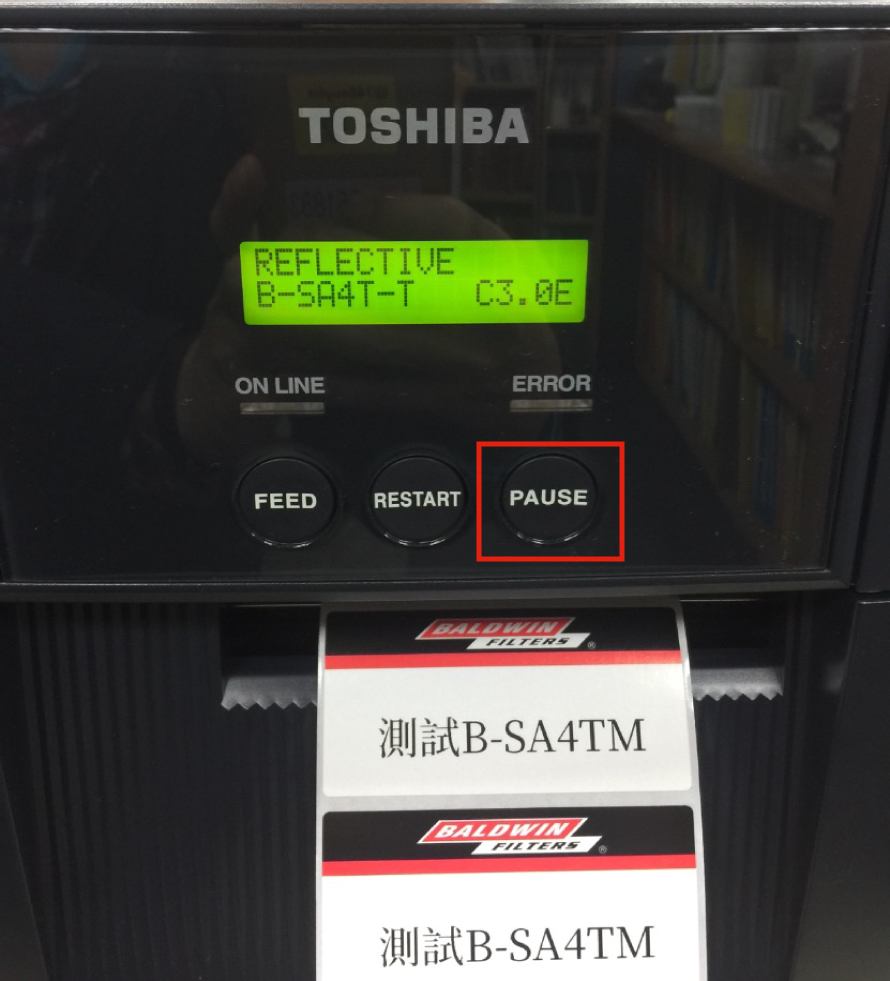 TOSHIBA
REFLECTIVE
B-SA4T-T C3.0E
ON LINE ERROR
FEED RESTART PAUSE
BALDWIN
FILTERS ®
測試B-SA4TM
BALDWIN
FILTERS ®
測試B-SA4TM